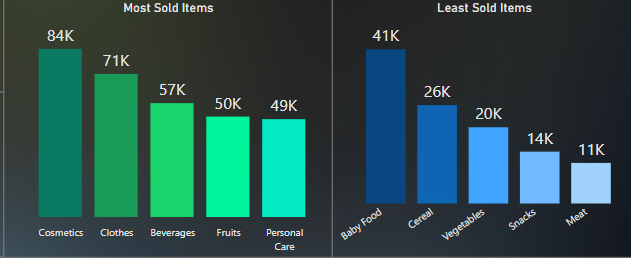 Most Sold Items
84K
71K
57K
50K
49K
Cosmetics
Clothes
Beverages
Fruits
Personal
Care
Least Sold Items
41K
26K
20K
14K
11K
Baby Food
Cereal
Vegetables
Snacks
Meat